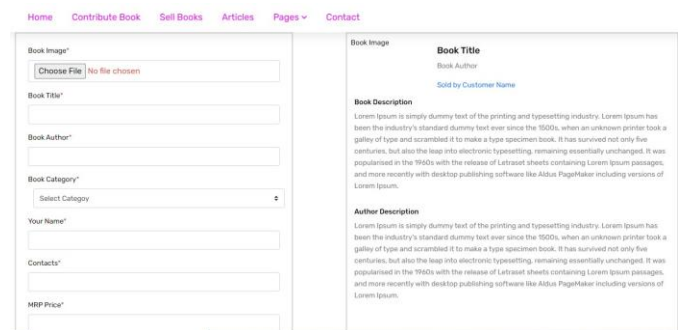 Home Contribute Book Sell Books Articles Pages Contact
Book Image*
Choose File No file chosen
Book Title*
Book Author*
Book Category*
Select Categoy
Your Name*
Contacts*
MRP Price*
Book Image
Book Title
Book Author
Sold by Customer Name
Book Description
Lorem Ipsum is simply dummy text of the printing and typesetting industry. Lorem Ipsum has
been the industry's standard dummy text ever since the 1500s, when an unknown printer took a
galley of type and scrambled it to make a type specimen book. It has survived not only five
centuries, but also the leap into electronic typesetting, remaining essentially unchanged. It was
popularised in the 1960s with the release of Letraset sheets containing Lorem Ipsum passages,
and more recently with desktop publishing software like Aldus PageMaker including versions of
Lorem Ipsum.
Author Description
Lorem Ipsum is simply dummy text of the printing and typesetting industry. Lorem Ipsum has
been the industry's standard dummy text ever since the 1500s, when an unknown printer took a
galley of type and scrambled it to make a type specimen book. It has survived not only five
centuries, but also the leap into electronic typesetting, remaining essentially unchanged. It was
popularised in the 1960s with the release of Letraset sheets containing Lorem Ipsum passages,
and more recently with desktop publishing software like Aldus PageMaker including versions of
Lorem Ipsum.